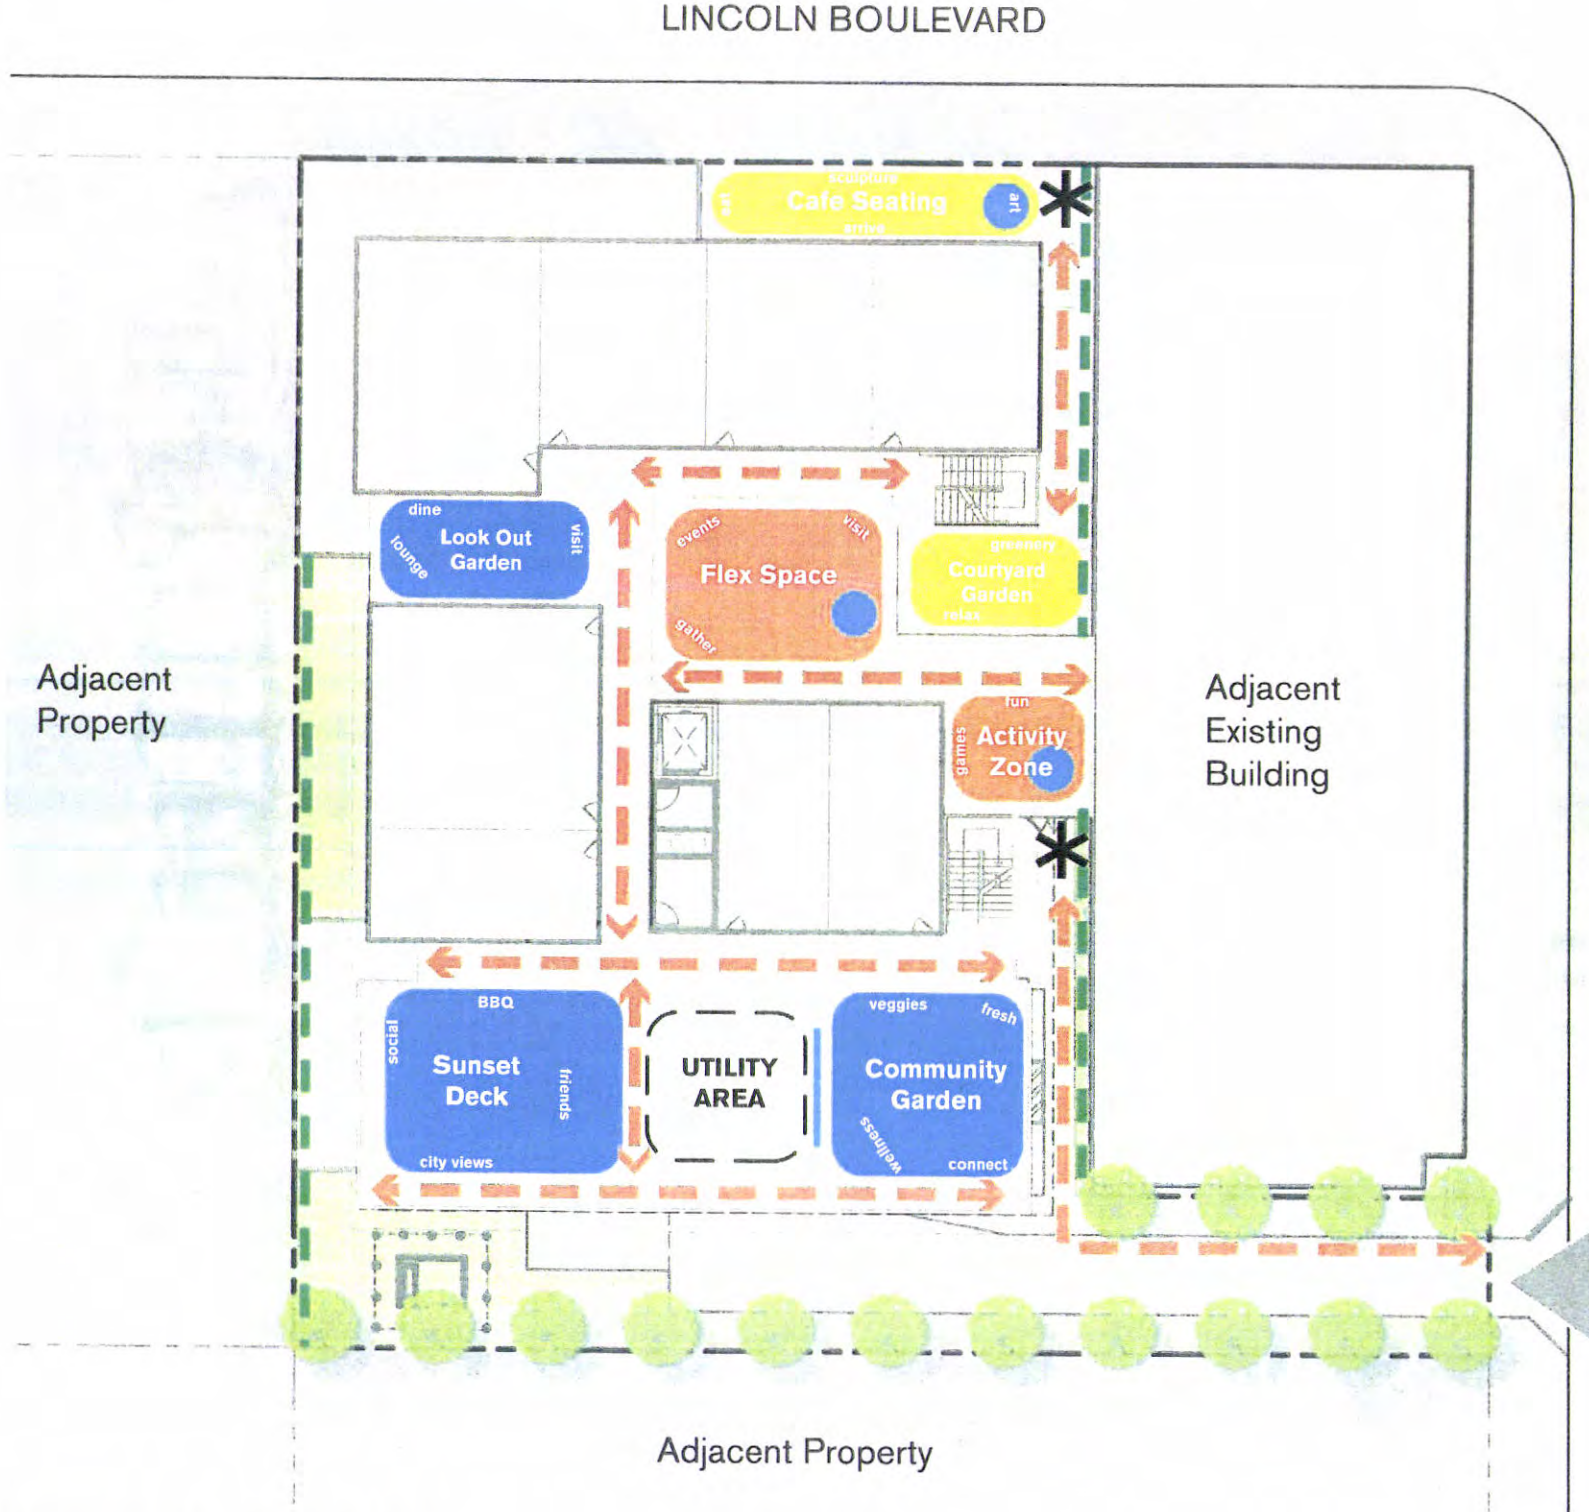 LINCOLN BOULEVARD
sculpture
eat
Cafe Seating
art
arrive
dine
Look Out
Garden
lounge
visit
events
visit
Flex Space
gather
greenery
Courtyard
Garden
relax
Adjacent
Property
Adjacent
Existing
Building
fun
games
Activity
Zone
BBQ
social
Sunset
Deck
friends
city views
UTILITY
AREA
veggies
fresh
Community
Garden
wellness
connect
Adjacent Property